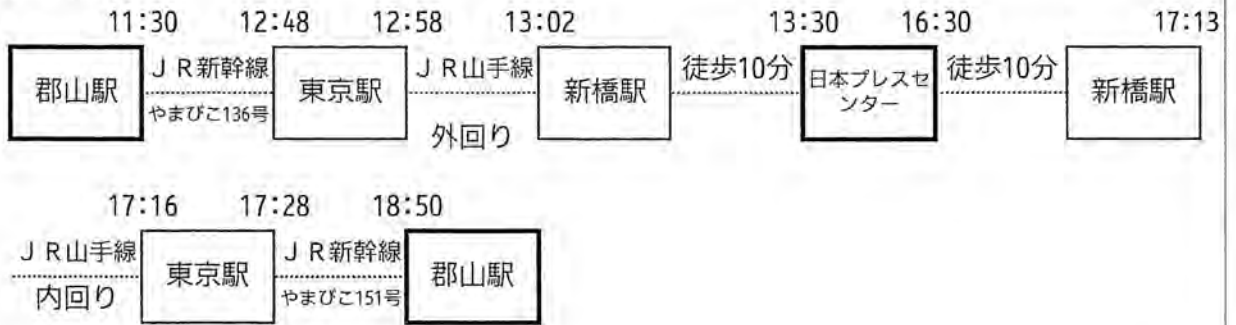 11:30 12:48 12:58 13:02 13:30 16:30 17:13
郡山駅 JR新幹線 やまびこ136号 東京駅 JR山手線 外回り 新橋駅 徒歩10分 日本プレスセンター 徒歩10分 新橋駅
17:16 17:28 18:50
JR山手線 内回り 東京駅 JR新幹線 やまびこ151号 郡山駅